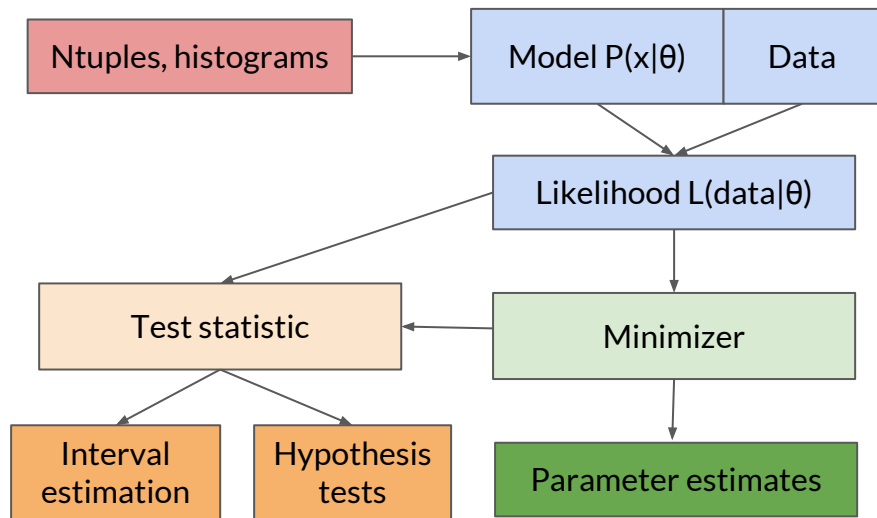 Ntuples, histograms
Model P(x|θ)
Data
Likelihood L(data|θ)
Test statistic
Minimizer
Interval
estimation
Hypothesis
tests
Parameter estimates